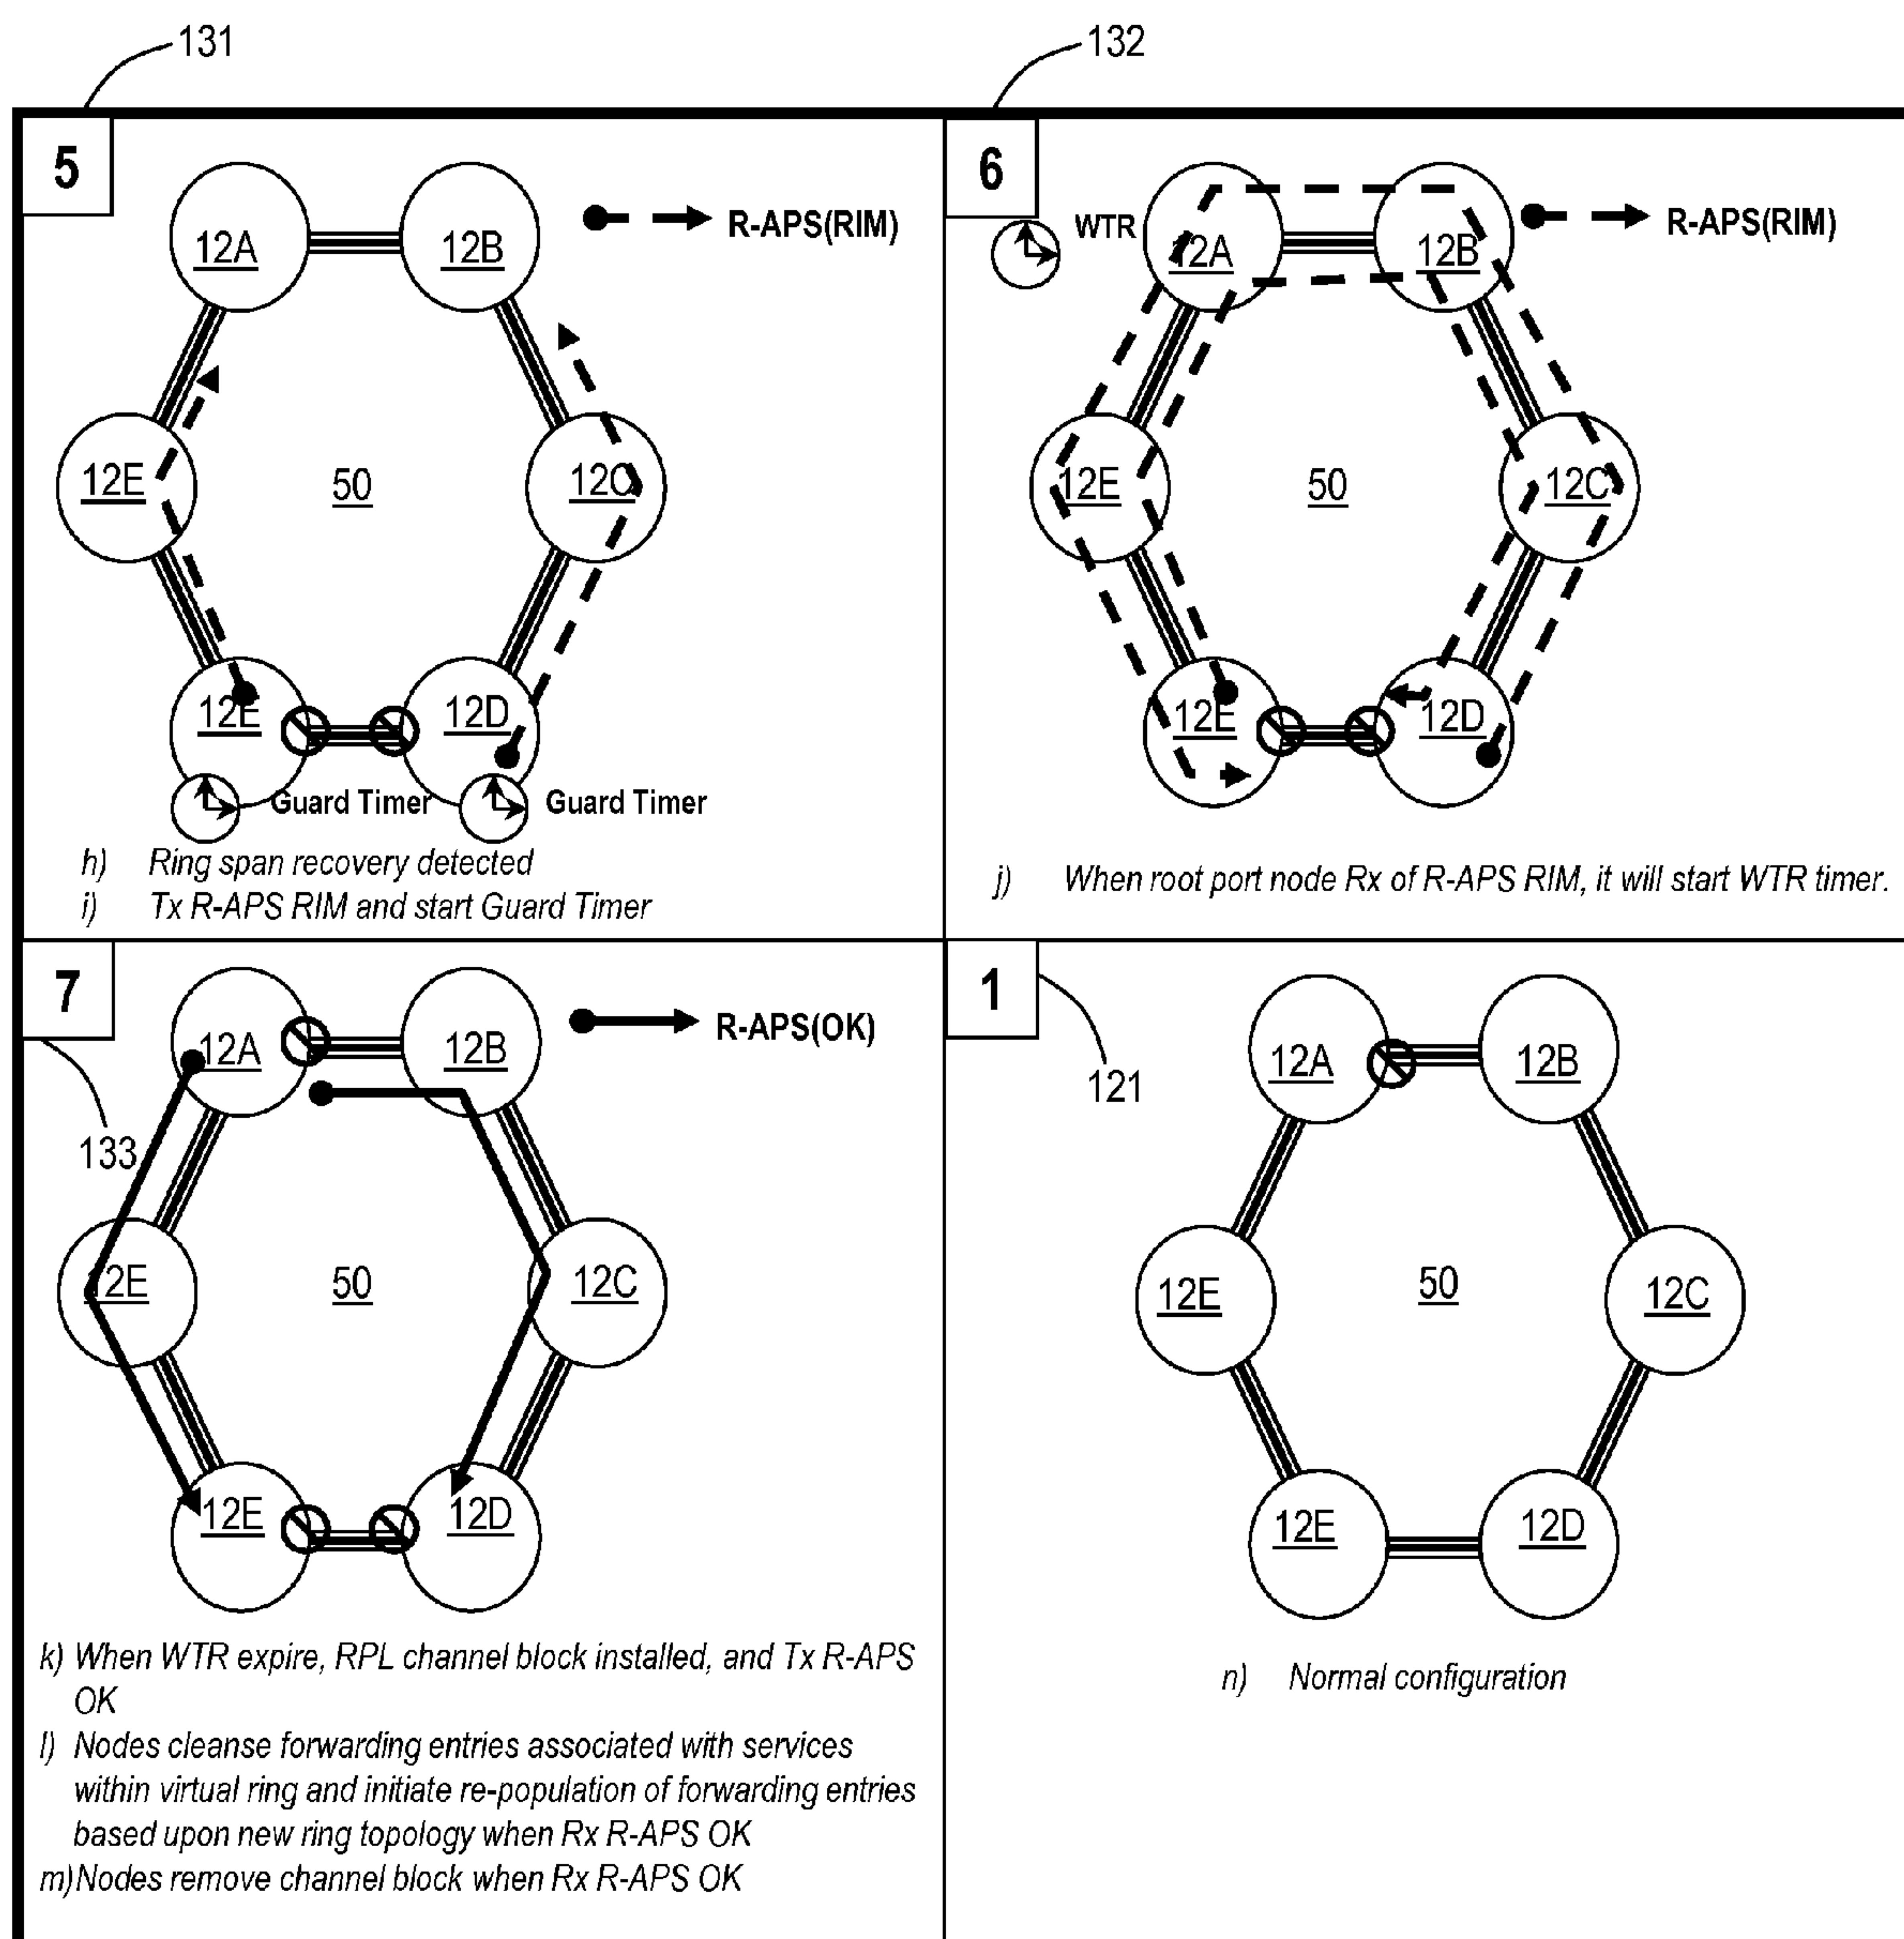 131
132
5
12A
12B
R-APS(RIM)
12E
50
12C
12E
12D
Guard Timer
Guard Timer
h) Ring span recovery detected
i) Tx R-APS RIM and start Guard Timer
6
WTR
12A
12B
R-APS(RIM)
12E
50
12C
12E
12D
j) When root port node Rx of R-APS RIM, it will start WTR timer.
7
12A
12B
R-APS(OK)
133
12E
50
12C
12E
12D
k) When WTR expire, RPL channel block installed, and Tx R-APS
OK
l) Nodes cleanse forwarding entries associated with services
within virtual ring and initiate re-population of forwarding entries
based upon new ring topology when Rx R-APS OK
m)Nodes remove channel block when Rx R-APS OK
1
121
12A
12B
12E
50
12C
12E
12D
n) Normal configuration